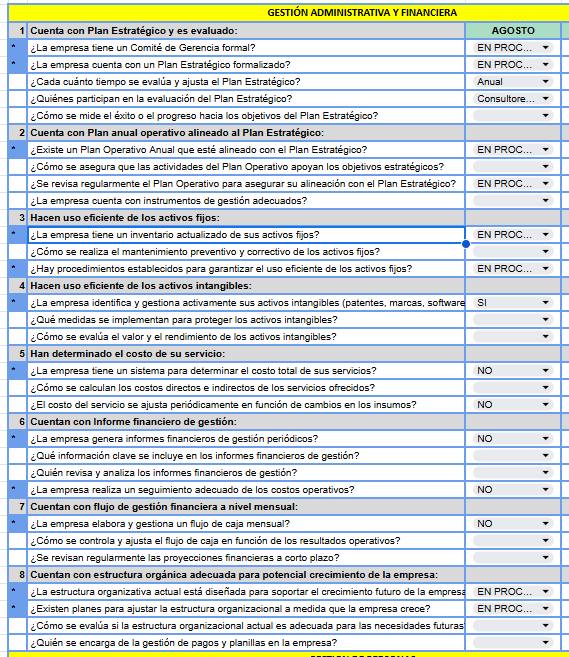 GESTIÓN ADMINISTRATIVA Y FINANCIERA
1 Cuenta con Plan Estratégico y es evaluado: AGOSTO
* ¿La empresa tiene un Comité de Gerencia formal? EN PROC...
* ¿La empresa cuenta con un Plan Estratégico formalizado? EN PROC...
¿Cada cuánto tiempo se evalúa y ajusta el Plan Estratégico? Anual
¿Quiénes participan en la evaluación del Plan Estratégico? Consultore...
¿Cómo se mide el éxito o el progreso hacia los objetivos del Plan Estratégico?
2 Cuenta con Plan anual operativo alineado al Plan Estratégico:
* ¿Existe un Plan Operativo Anual que esté alineado con el Plan Estratégico? EN PROC...
¿Cómo se asegura que las actividades del Plan Operativo apoyan los objetivos estratégicos?
¿Se revisa regularmente el Plan Operativo para asegurar su alineación con el Plan Estratégico? EN PROC...
¿La empresa cuenta con instrumentos de gestión adecuados?
3 Hacen uso eficiente de los activos fijos:
* ¿La empresa tiene un inventario actualizado de sus activos fijos? EN PROC...
¿Cómo se realiza el mantenimiento preventivo y correctivo de los activos fijos?
* ¿Hay procedimientos establecidos para garantizar el uso eficiente de los activos fijos? EN PROC...
4 Hacen uso eficiente de los activos intangibles:
* ¿La empresa identifica y gestiona activamente sus activos intangibles (patentes, marcas, software SI
¿Qué medidas se implementan para proteger los activos intangibles?
¿Cómo se evalúa el valor y el rendimiento de los activos intangibles?
5 Han determinado el costo de su servicio:
* ¿La empresa tiene un sistema para determinar el costo total de sus servicios? NO
¿Cómo se calculan los costos directos e indirectos de los servicios ofrecidos?
¿El costo del servicio se ajusta periódicamente en función de cambios en los insumos? NO
6 Cuentan con Informe financiero de gestión:
* ¿La empresa genera informes financieros de gestión periódicos? NO
¿Qué información clave se incluye en los informes financieros de gestión?
¿Quién revisa y analiza los informes financieros de gestión?
* ¿La empresa realiza un seguimiento adecuado de los costos operativos? NO
7 Cuentan con flujo de gestión financiera a nivel mensual:
* ¿La empresa elabora y gestiona un flujo de caja mensual? NO
¿Cómo se controla y ajusta el flujo de caja en función de los resultados operativos?
¿Se revisan regularmente las proyecciones financieras a corto plazo?
8 Cuentan con estructura orgánica adecuada para potencial crecimiento de la empresa:
* ¿La estructura organizativa actual está diseñada para soportar el crecimiento futuro de la empresa EN PROC...
* ¿Existen planes para ajustar la estructura organizacional a medida que la empresa crece? EN PROC...
¿Cómo se evalúa si la estructura organizacional actual es adecuada para las necesidades futuras
¿Quién se encarga de la gestión de pagos y planillas en la empresa?